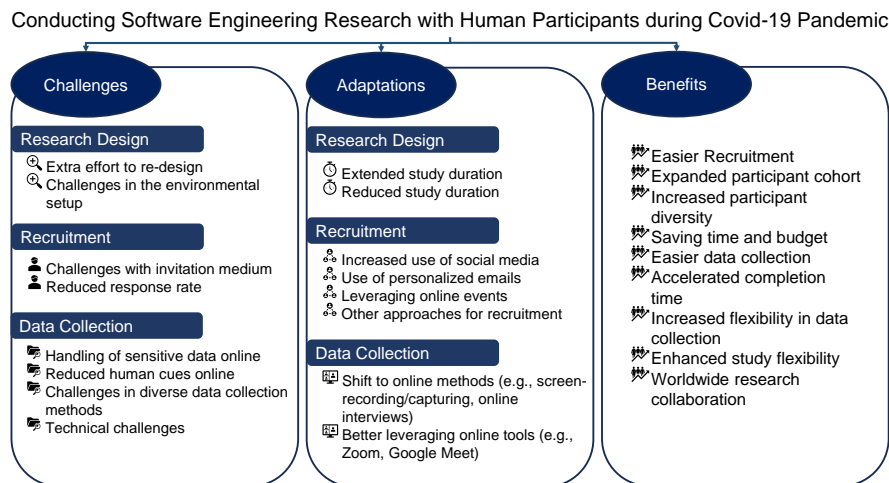 Conducting Software Engineering Research with Human Participants during Covid-19 Pandemic
Challenges
Research Design
Extra effort to re-design
Challenges in the environmental
setup
Recruitment
Challenges with invitation medium
Reduced response rate
Data Collection
Handling of sensitive data online
Reduced human cues online
Challenges in diverse data collection
methods
Technical challenges
Adaptations
Research Design
Extended study duration
Reduced study duration
Recruitment
Increased use of social media
Use of personalized emails
Leveraging online events
Other approaches for recruitment
Data Collection
Shift to online methods (e.g., screen-
recording/capturing, online
interviews)
Better leveraging online tools (e.g.,
Zoom, Google Meet)
Benefits
Easier Recruitment
Expanded participant cohort
Increased participant
diversity
Saving time and budget
Easier data collection
Accelerated completion
time
Increased flexibility in data
collection
Enhanced study flexibility
Worldwide research
collaboration